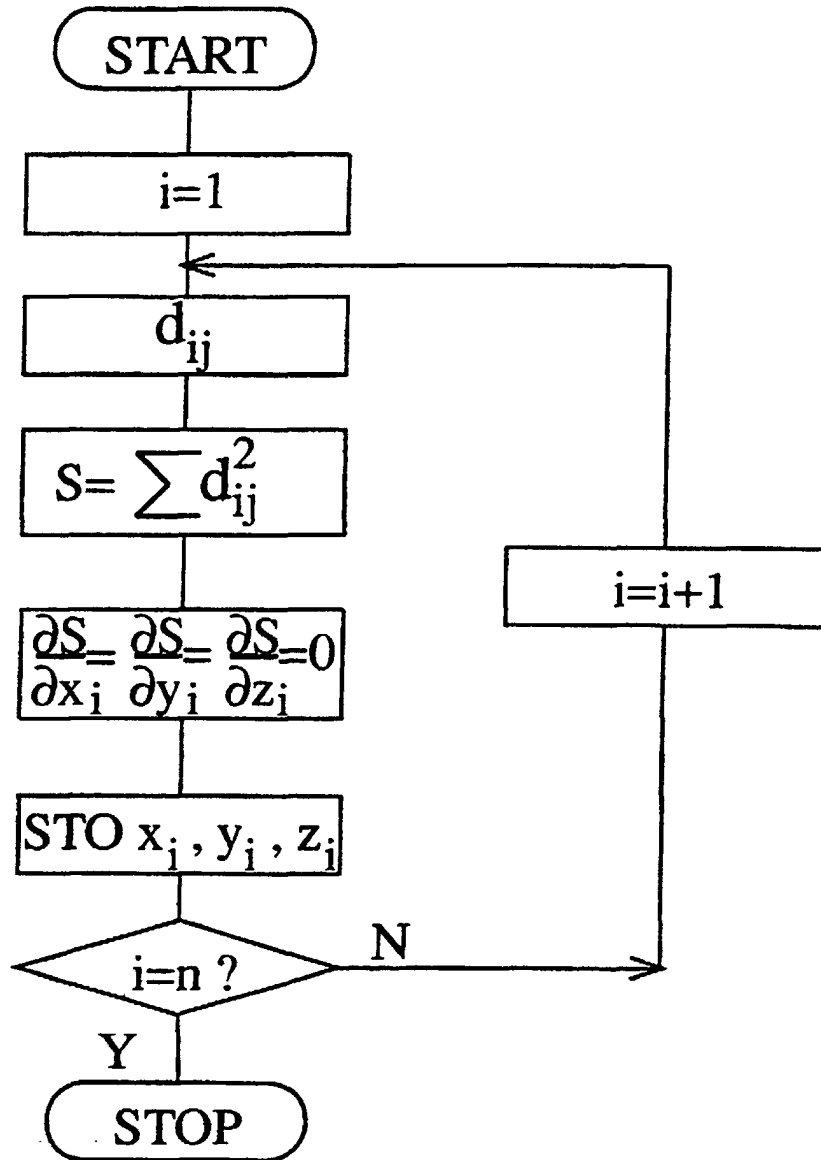 START
i=1
d_ij
S= ∑ d_ij^2
∂S/∂x_i = ∂S/∂y_i = ∂S/∂z_i =0
STO x_i , y_i , z_i
i=n ?
N
Y
STOP
i=i+1